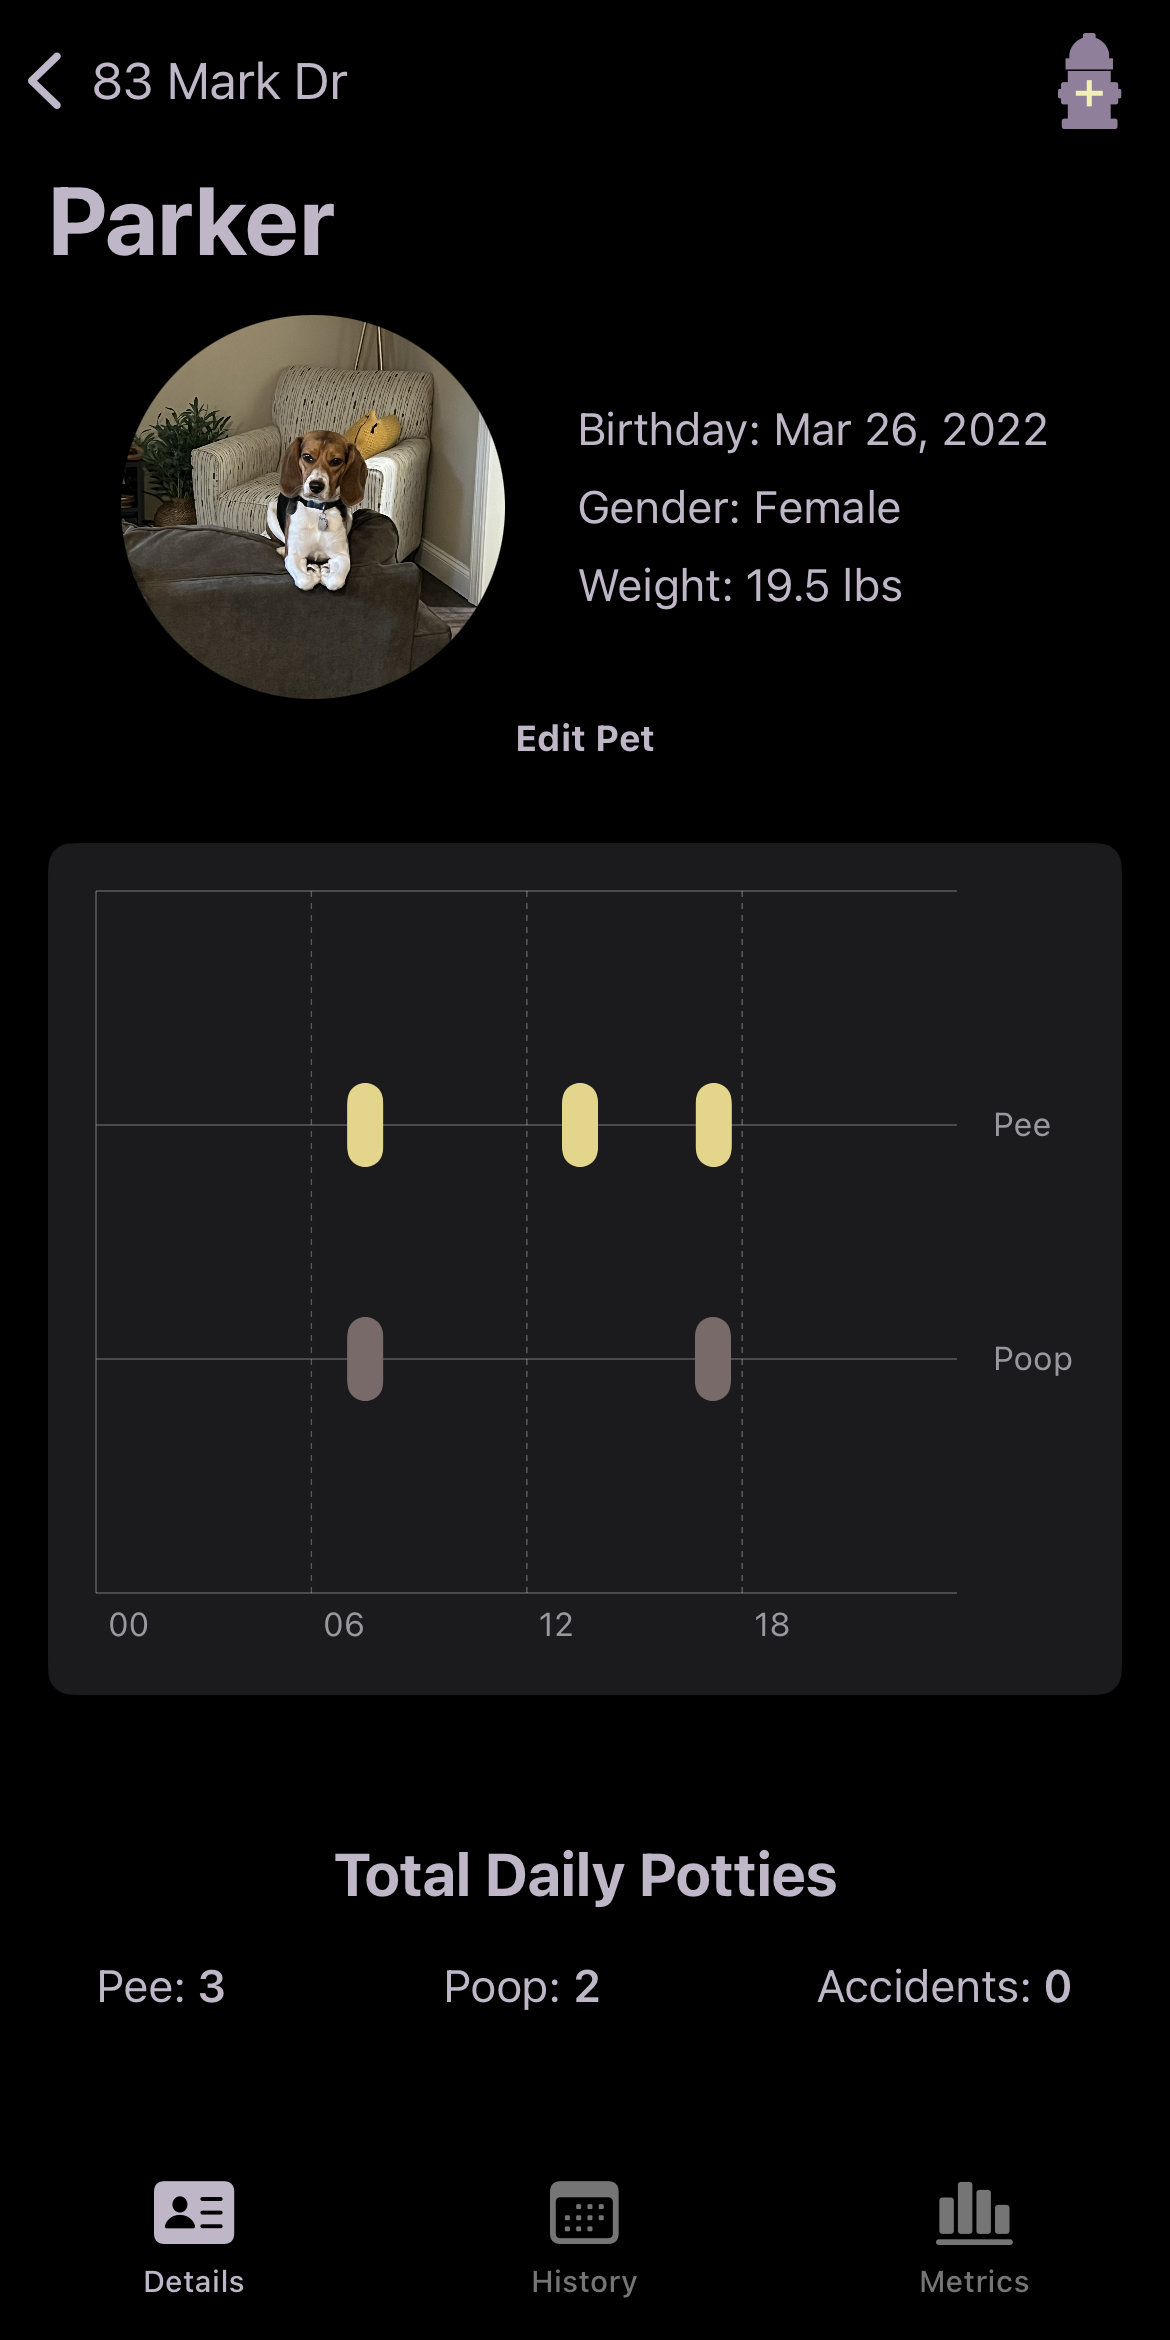 83 Mark Dr
Parker
Birthday: Mar 26, 2022
Gender: Female
Weight: 19.5 lbs
Edit Pet
Pee
Poop
00 06 12 18
Total Daily Potties
Pee: 3 Poop: 2 Accidents: 0
Details History Metrics